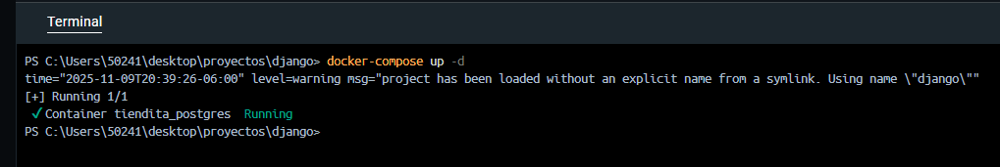 Terminal
PS C:\Users\50241\desktop\proyectos\django> docker-compose up -d
time="2025-11-09T20:39:26-06:00" level=warning msg="project has been loaded without an explicit name from a symlink. Using name \"django\""
[+] Running 1/1
✔ Container tiendita_postgres  Running
PS C:\Users\50241\desktop\proyectos\django>